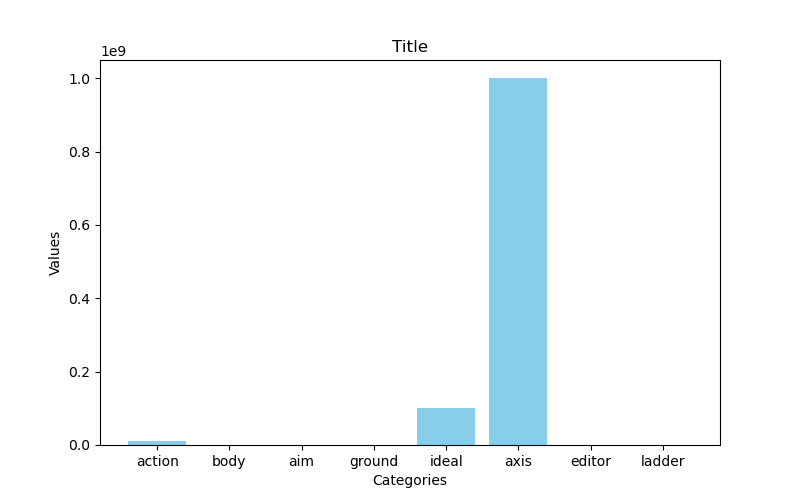 Title
1e9
1.0
0.8
0.6
0.4
0.2
0.0
Values
action body aim ground ideal axis editor ladder
Categories